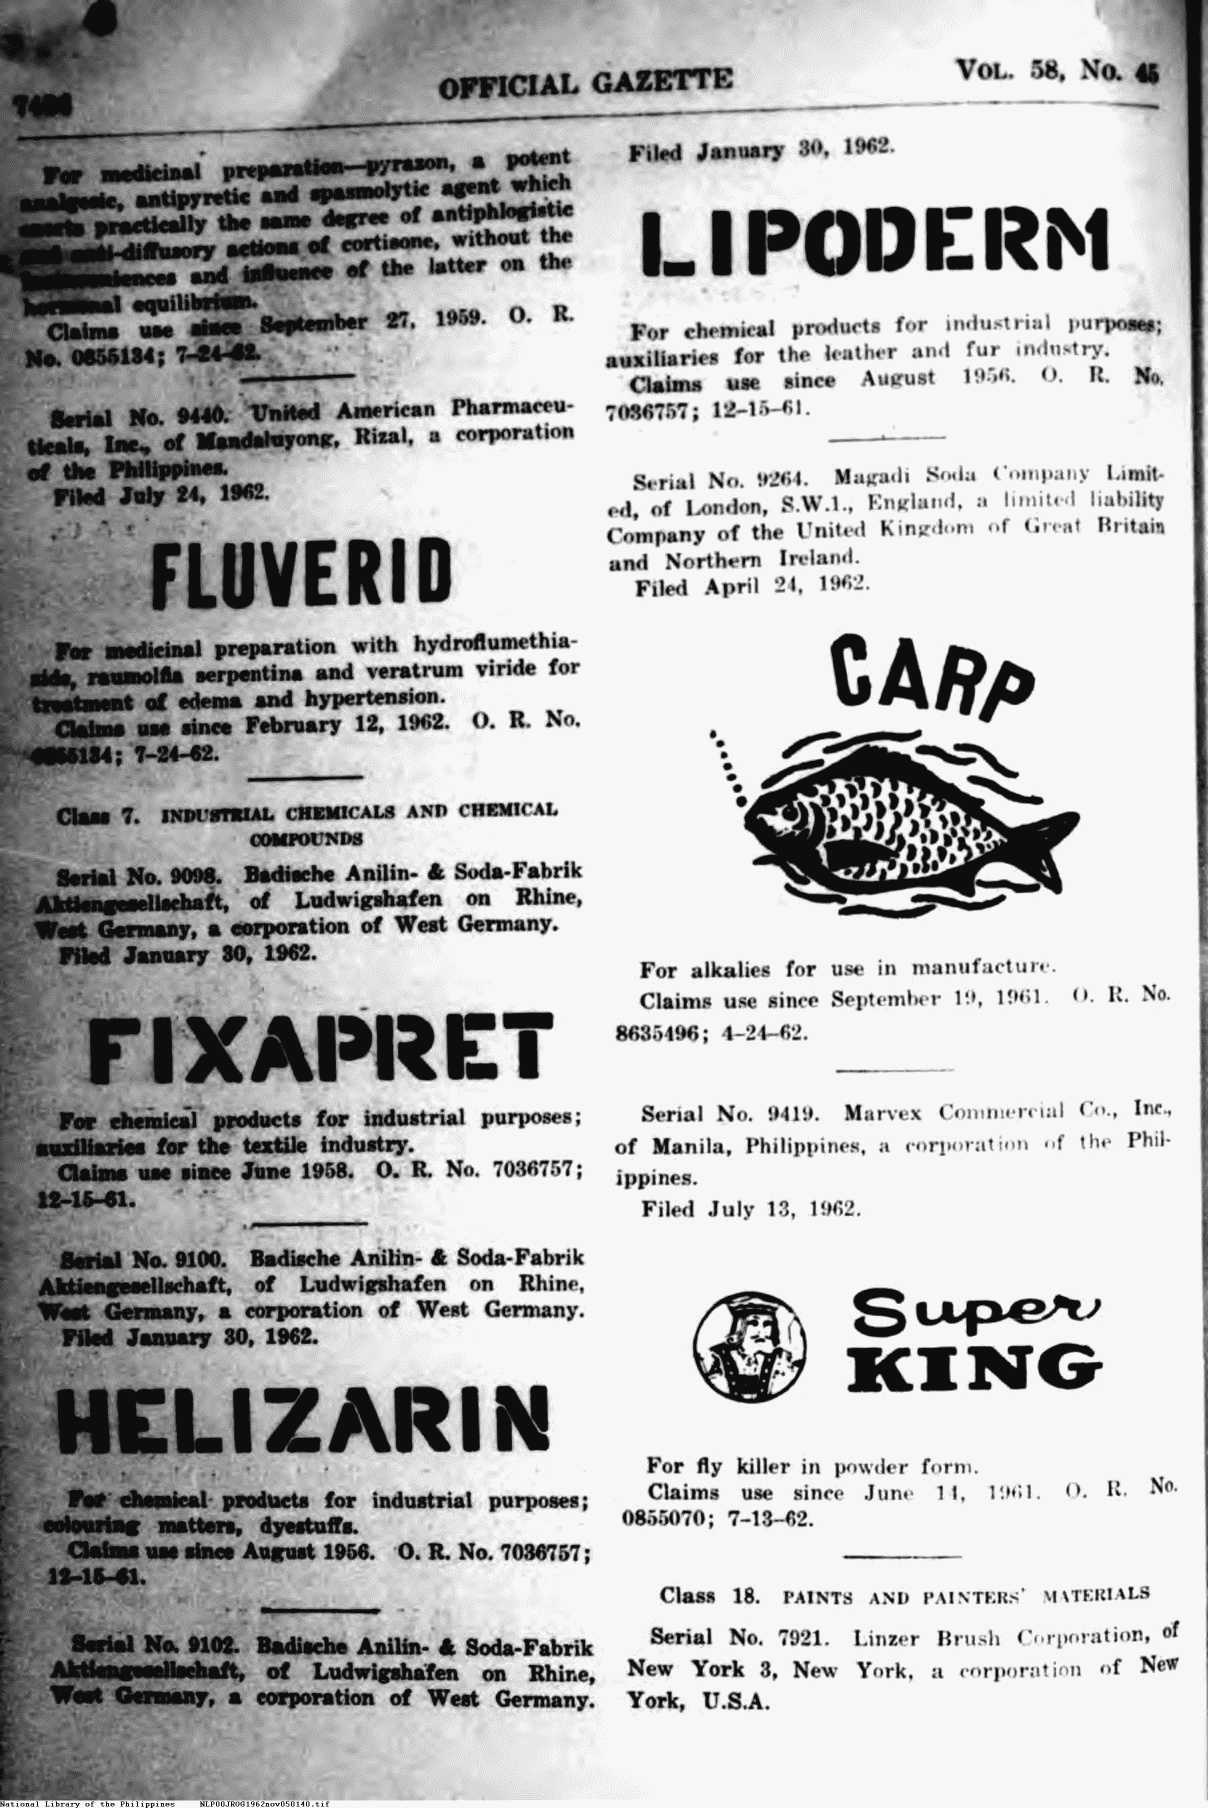 OFFICIAL GAZETTE
VOL. 58, No. 45
For medicinal preparation—pyrazon, a potent
analgesic, antipyretic and spasmolytic agent which
exerts practically the same degree of antiphlogistic
and anti-diffusory actions of cortisone, without the
and influence of the latter on the
hormonal equilibrium.
Claims use since September 27, 1959. O. R.
No. 0855134; 7-24-62.
Serial No. 9440. United American Pharmaceu-
ticals, Inc., of Mandaluyong, Rizal, a corporation
of the Philippines.
Filed July 24, 1962.
FLUVERID
For medicinal preparation with hydroflumethia-
side, raumolfia serpentina and veratrum viride for
treatment of edema and hypertension.
Claims use since February 12, 1962. O. R. No.
0855134; 7-24-62.
Class 7. INDUSTRIAL CHEMICALS AND CHEMICAL
COMPOUNDS
Serial No. 9098. Badische Anilin- & Soda-Fabrik
Aktiengesellschaft, of Ludwigshafen on Rhine,
West Germany, a corporation of West Germany.
Filed January 30, 1962.
FIXAPRET
For chemical products for industrial purposes;
auxiliaries for the textile industry.
Claims use since June 1958. O. R. No. 7036757;
12-15-61.
Serial No. 9100. Badische Anilin- & Soda-Fabrik
Aktiengesellschaft, of Ludwigshafen on Rhine,
West Germany, a corporation of West Germany.
Filed January 30, 1962.
HELIZARIN
For chemical products for industrial purposes;
colouring matters, dyestuffs.
Claims use since August 1956. O. R. No. 7036757;
12-15-61.
Serial No. 9102. Badische Anilin- & Soda-Fabrik
Aktiengesellschaft, of Ludwigshafen on Rhine,
West Germany, a corporation of West Germany.
Filed January 30, 1962.
LIPODERM
For chemical products for industrial purposes;
auxiliaries for the leather and fur industry.
Claims use since August 1956. O. R. No.
7036757; 12-15-61.
Serial No. 9264. Magadi Soda Company Limit-
ed, of London, S.W.1., England, a limited liability
Company of the United Kingdom of Great Britain
and Northern Ireland.
Filed April 24, 1962.
CARP
For alkalies for use in manufacture.
Claims use since September 19, 1961. O. R. No.
8635496; 4-24-62.
Serial No. 9419. Marvex Commercial Co., Inc.,
of Manila, Philippines, a corporation of the Phil-
ippines.
Filed July 13, 1962.
Super
KING
For fly killer in powder form.
Claims use since June 14, 1961. O. R. No.
0855070; 7-13-62.
Class 18. PAINTS AND PAINTERS' MATERIALS
Serial No. 7921. Linzer Brush Corporation, of
New York 3, New York, a corporation of New
York, U.S.A.
National Library of the Philippines NLP00JROG1962nov050140.tif